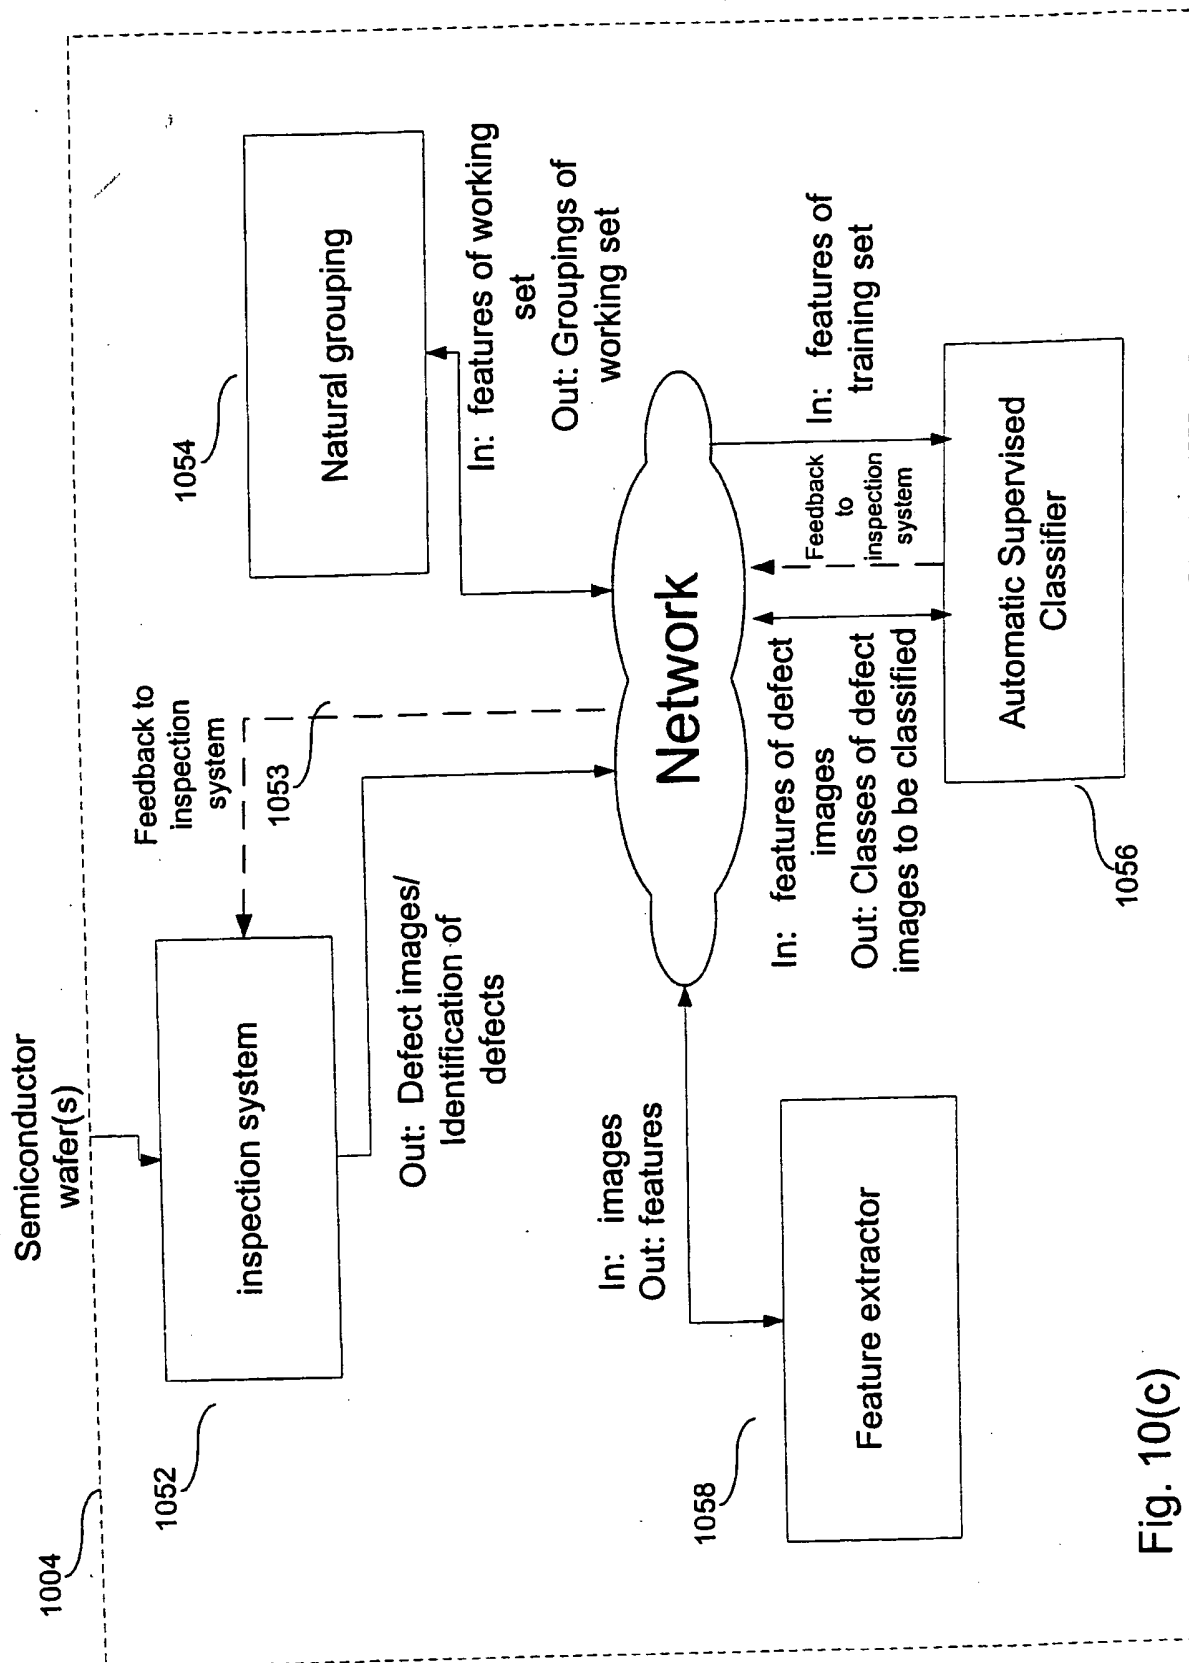 1004
Semiconductor
wafer(s)
1052
inspection system
Feedback to
inspection
system
1053
1054
Natural grouping
Out: Defect images/
Identification of
defects
In: features of working
set
Out: Groupings of
working set
In: images
Out: features
Network
1058
Feature extractor
In: features of defect
images
Out: Classes of defect
images to be classified
Feedback
to
inspection
system
In: features of
training set
1056
Automatic Supervised
Classifier
Fig. 10(c)